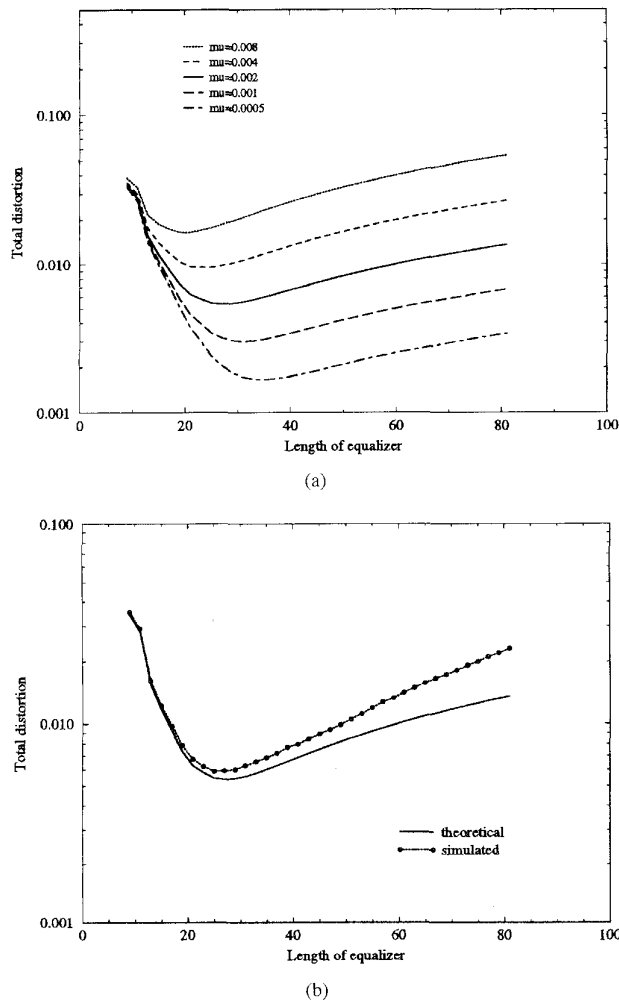 mu=0.008
mu=0.004
mu=0.002
mu=0.001
mu=0.0005
0.100
0.010
0.001
Total distortion
0
20
40
60
80
100
Length of equalizer
(a)
0.100
0.010
0.001
Total distortion
theoretical
simulated
0
20
40
60
80
100
Length of equalizer
(b)